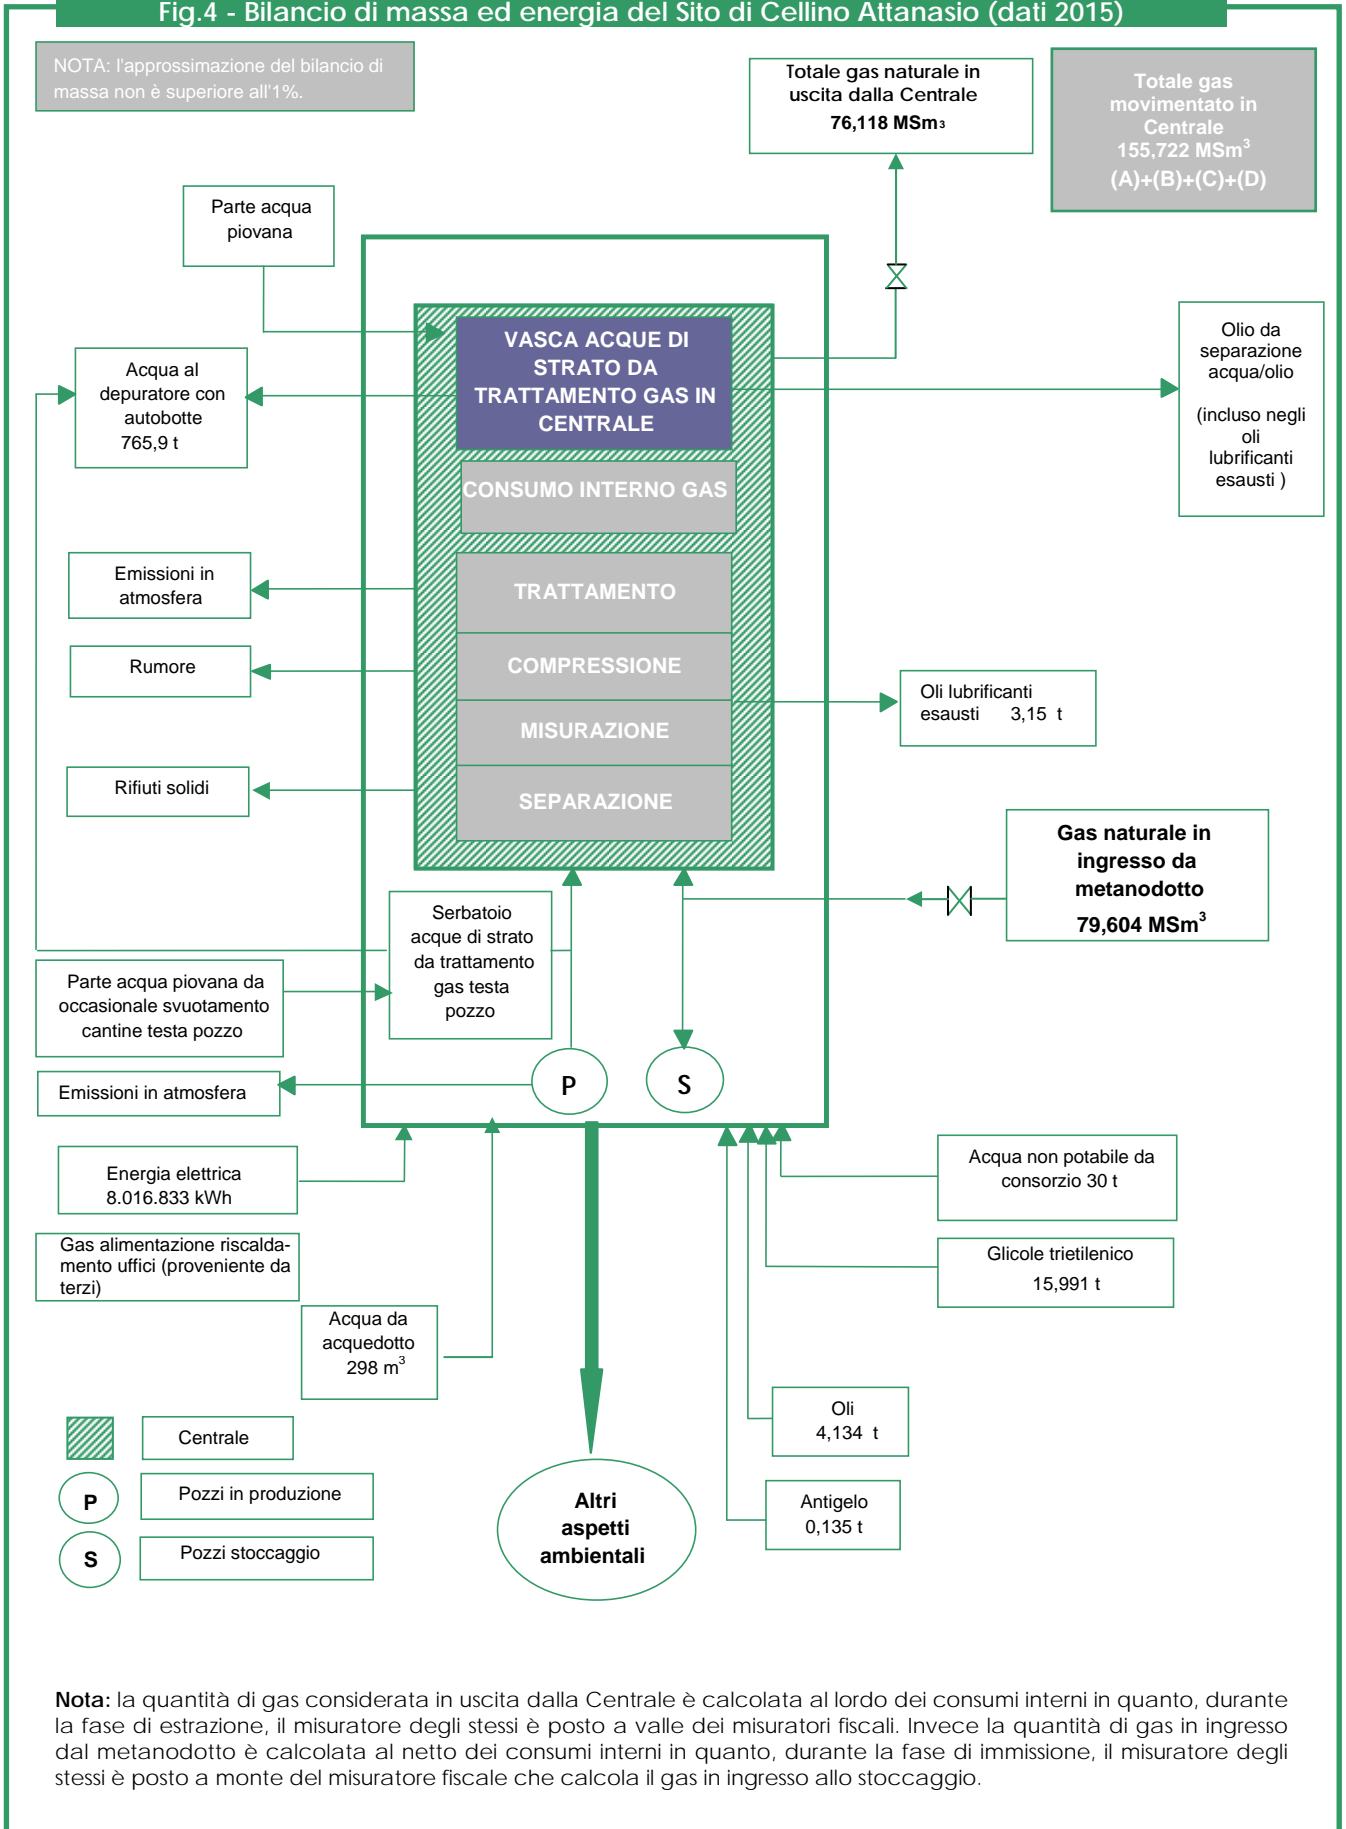 Fig.4 - Bilancio di massa ed energia del Sito di Cellino Attanasio (dati 2015)
NOTA: l'approssimazione del bilancio di
massa non è superiore all'1%.
Totale gas naturale in
uscita dalla Centrale
76,118 MSm3
Totale gas
movimentato in
Centrale
155,722 MSm3
(A)+(B)+(C)+(D)
Parte acqua
piovana
VASCA ACQUE DI
STRATO DA
TRATTAMENTO GAS IN
CENTRALE
Acqua al
depuratore con
autobotte
765,9 t
Olio da
separazione
acqua/olio
(incluso negli
oli
lubrificanti
esausti )
CONSUMO INTERNO GAS
Emissioni in
atmosfera
TRATTAMENTO
Rumore
COMPRESSIONE
Oli lubrificanti
esausti 3,15 t
MISURAZIONE
Rifiuti solidi
SEPARAZIONE
Gas naturale in
ingresso da
metanodotto
79,604 MSm3
Serbatoio
acque di strato
da trattamento
gas testa
pozzo
Parte acqua piovana da
occasionale svuotamento
cantine testa pozzo
P
S
Emissioni in atmosfera
Energia elettrica
8.016.833 kWh
Acqua non potabile da
consorzio 30 t
Gas alimentazione riscalda-
mento uffici (proveniente da
terzi)
Glicole trietilenico
15,991 t
Acqua da
acquedotto
298 m3
Oli
4,134 t
Centrale
P
Pozzi in produzione
S
Pozzi stoccaggio
Altri
aspetti
ambientali
Antigelo
0,135 t
Nota: la quantità di gas considerata in uscita dalla Centrale è calcolata al lordo dei consumi interni in quanto, durante
la fase di estrazione, il misuratore degli stessi è posto a valle dei misuratori fiscali. Invece la quantità di gas in ingresso
dal metanodotto è calcolata al netto dei consumi interni in quanto, durante la fase di immissione, il misuratore degli
stessi è posto a monte del misuratore fiscale che calcola il gas in ingresso allo stoccaggio.